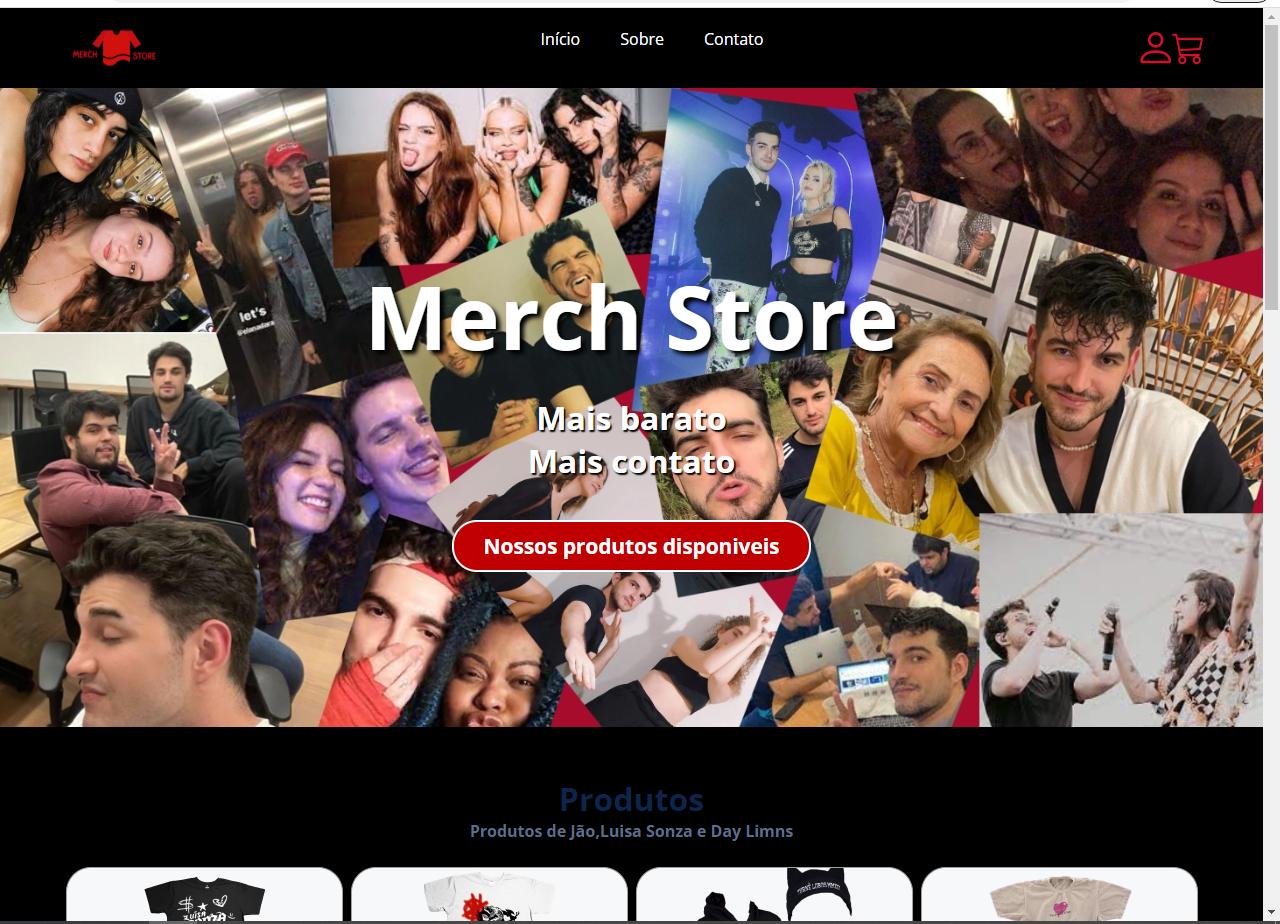 MERCH STORE
Início Sobre Contato
let's
@elanadara
Merch Store
Mais barato
Mais contato
Nossos produtos disponiveis
Produtos
Produtos de Jão,Luisa Sonza e Day Limns